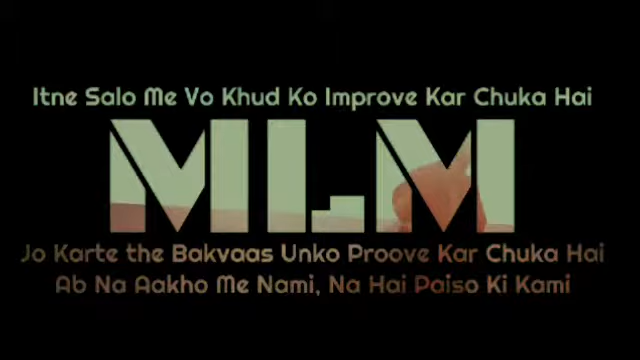 Itne Salo Me Vo Khud Ko Improve Kar Chuka Hai
MLM
Jo Karte the Bakvaas Unko Proove Kar Chuka Hai
Ab Na Aakho Me Nami, Na Hai Paiso Ki Kami